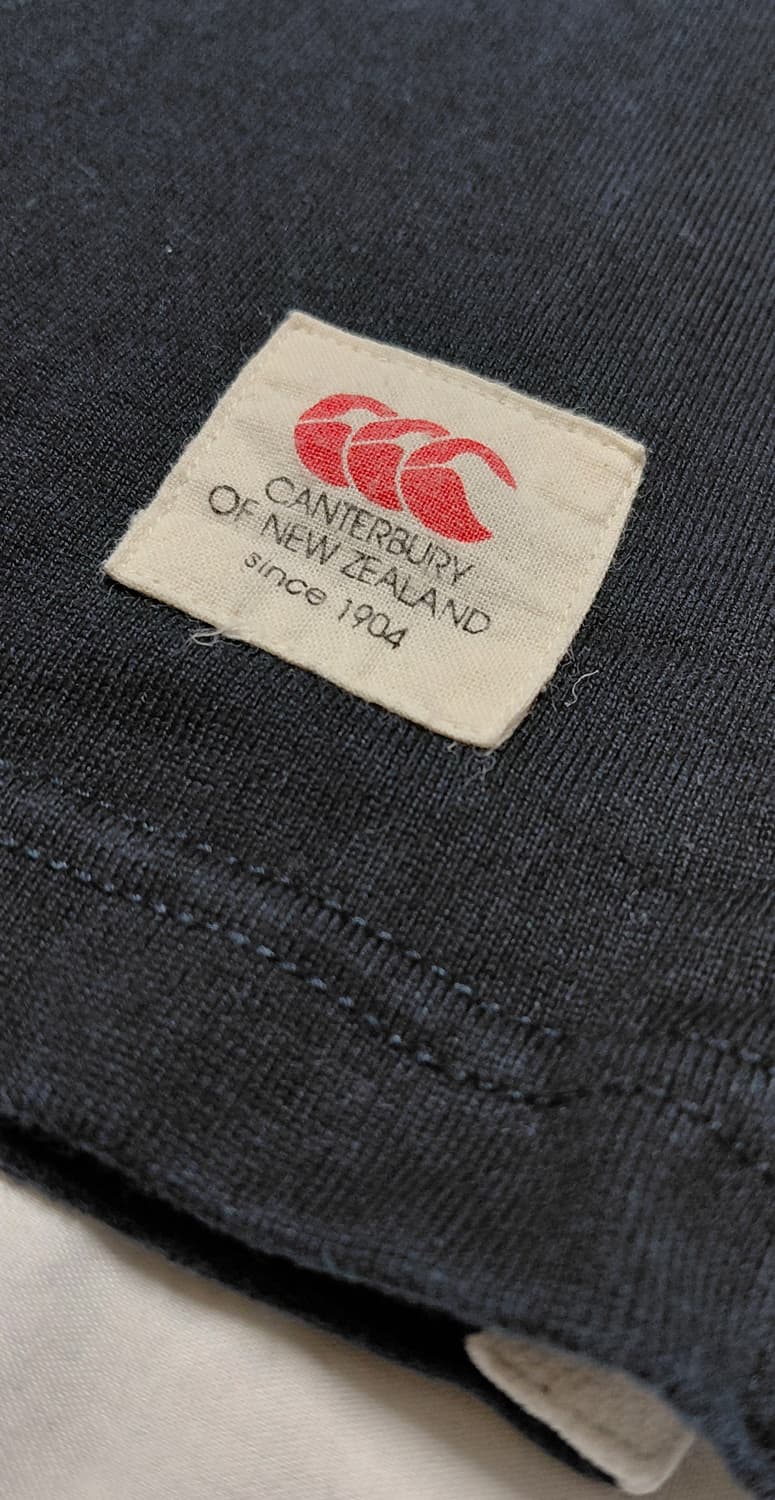 CANTERBURY
OF NEW ZEALAND
since 1904